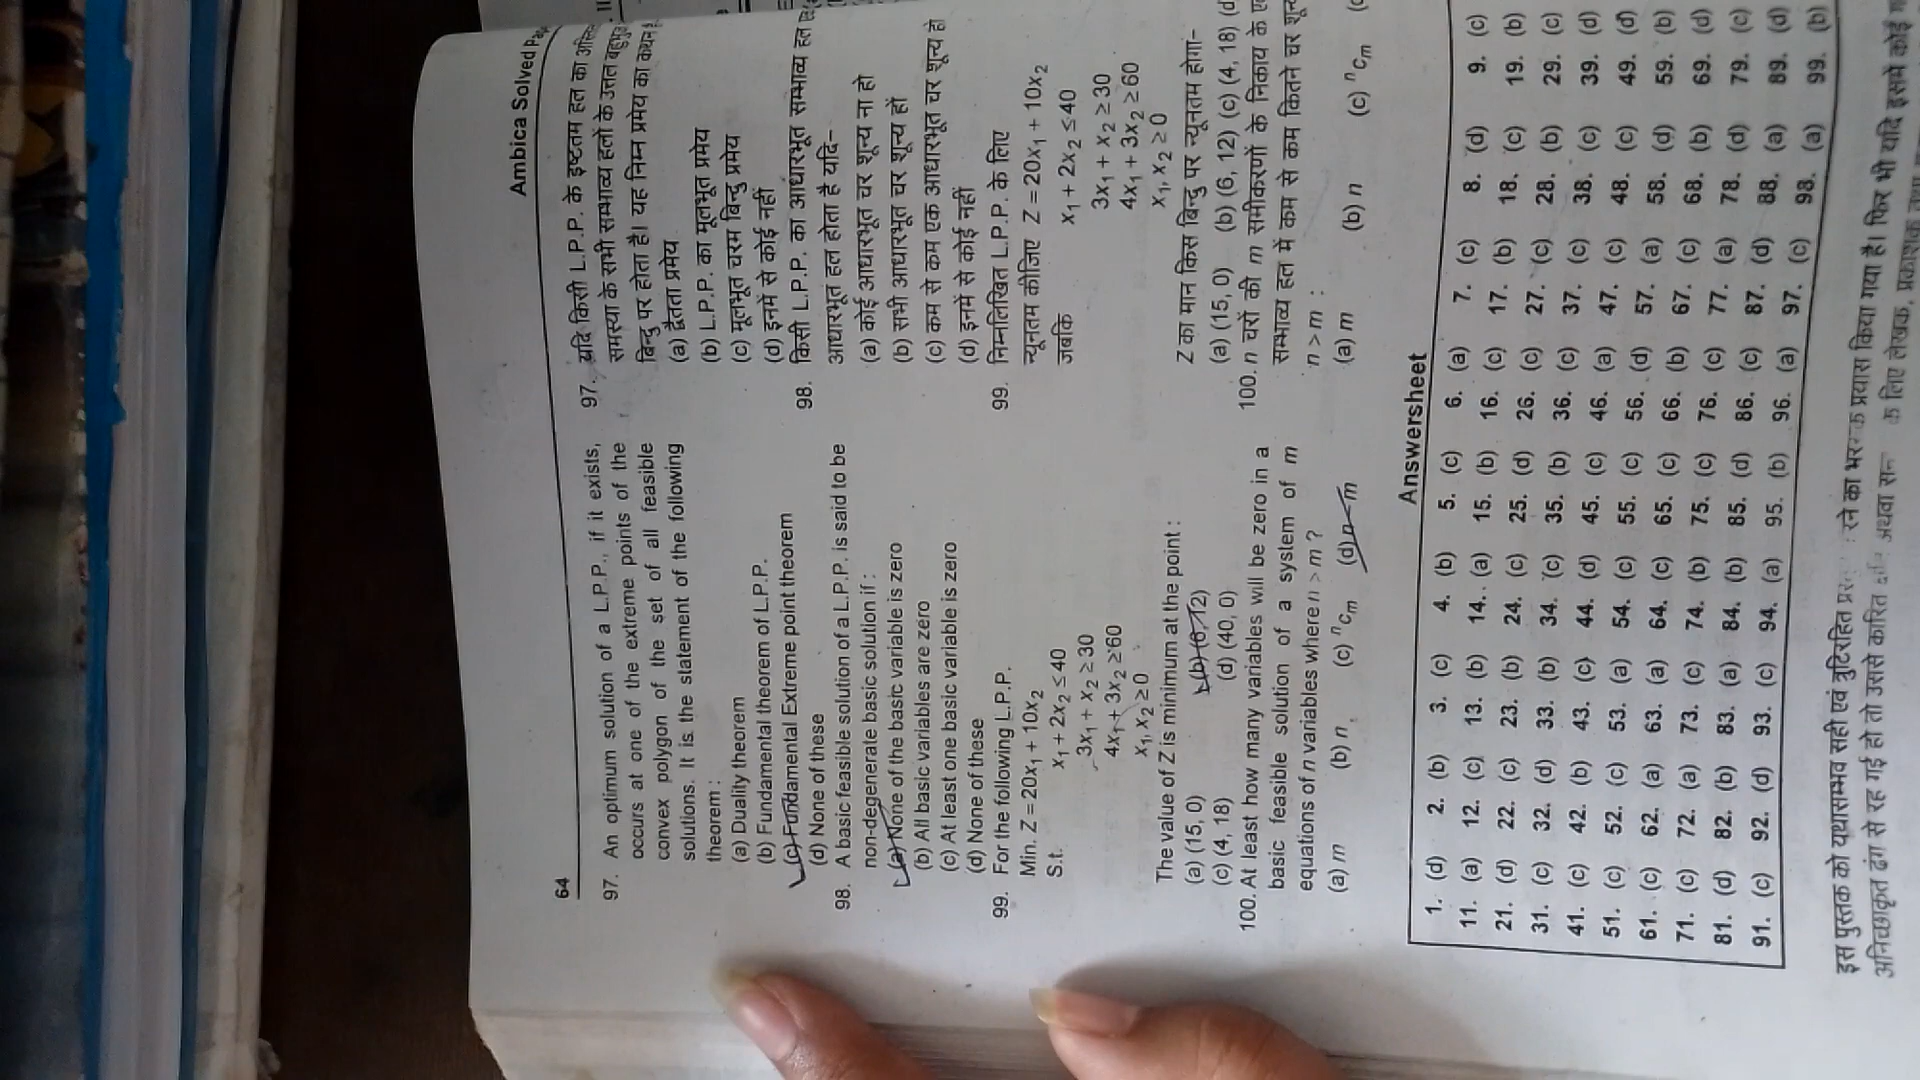 64
Ambica Solved
97. An optimum solution of a L.P.P., if it exists,
occurs at one of the extreme points of the
convex polygon of the set of all feasible
solutions. It is the statement of the following
theorem :
(a) Duality theorem
(b) Fundamental theorem of L.P.P.
(c) Fundamental Extreme point theorem
(d) None of these
98. A basic feasible solution of a L.P.P. is said to be
non-degenerate basic solution if :
(a) None of the basic variable is zero
(b) All basic variables are zero
(c) At least one basic variable is zero
(d) None of these
99. For the following L.P.P.
Min. Z = 20x₁ + 10x₂
S.t. x₁ + 2x₂ ≤ 40
3x₁ + x₂ ≥ 30
4x₁ + 3x₂ ≥ 60
x₁, x₂ ≥ 0
The value of Z is minimum at the point :
(a) (15, 0) (b) (6, 12)
(c) (4, 18) (d) (40, 0)
100. At least how many variables will be zero in a
basic feasible solution of a system of m
equations of n variables where n > m ?
(a) m (b) n (c) ⁿcₘ (d) n – m
97. यदि किसी L.P.P. के इष्टतम हल का
समस्या के सभी सम्भाव्य हलों के उत्तल
बिन्दु पर होता है। यह निम्न प्रमेय का कथन
(a) द्वैतता प्रमेय
(b) L.P.P. का मूलभूत प्रमेय
(c) मूलभूत चरम बिन्दु प्रमेय
(d) इनमें से कोई नहीं
98. किसी L.P.P. का आधारभूत सम्भाव्य हल
आधारभूत हल होता है यदि–
(a) कोई आधारभूत चर शून्य ना हो
(b) सभी आधारभूत चर शून्य हों
(c) कम से कम एक आधारभूत चर शून्य हो
(d) इनमें से कोई नहीं
99. निम्नलिखित L.P.P. के लिए
न्यूनतम कीजिए Z = 20x₁ + 10x₂
जबकि x₁ + 2x₂ ≤ 40
3x₁ + x₂ ≥ 30
4x₁ + 3x₂ ≥ 60
x₁, x₂ ≥ 0
Z का मान किस बिन्दु पर न्यूनतम होगा–
(a) (15, 0) (b) (6, 12) (c) (4, 18)
100. n चरों की m समीकरणों के निकाय के
सम्भाव्य हल में कम से कम कितने चर
n > m :
(a) m (b) n (c) ⁿcₘ
Answersheet
1. (d) 2. (b) 3. (c) 4. (b) 5. (c) 6. (a) 7. (c) 8. (d) 9. (c)
11. (a) 12. (c) 13. (b) 14. (a) 15. (b) 16. (c) 17. (b) 18. (c) 19. (b)
21. (d) 22. (c) 23. (b) 24. (c) 25. (d) 26. (c) 27. (c) 28. (b) 29. (c)
31. (c) 32. (d) 33. (b) 34. (c) 35. (b) 36. (c) 37. (c) 38. (c) 39. (d)
41. (c) 42. (b) 43. (c) 44. (d) 45. (c) 46. (a) 47. (c) 48. (c) 49. (d)
51. (c) 52. (c) 53. (a) 54. (c) 55. (c) 56. (d) 57. (a) 58. (d) 59. (b)
61. (c) 62. (a) 63. (a) 64. (c) 65. (c) 66. (b) 67. (c) 68. (b) 69. (d)
71. (c) 72. (a) 73. (c) 74. (b) 75. (c) 76. (c) 77. (a) 78. (d) 79. (c)
81. (d) 82. (b) 83. (a) 84. (b) 85. (d) 86. (c) 87. (d) 88. (a) 89. (d)
91. (c) 92. (d) 93. (c) 94. (a) 95. (b) 96. (a) 97. (c) 98. (a) 99. (b)
इस पुस्तक को यथासम्भव सही एवं त्रुटिरहित करने का प्रयास किया गया है। फिर भी यदि इसमें कोई
अनिच्छाकृत ढंग से रह गई हो तो उससे कारित अथवा के लिए लेखक, प्रकाशक